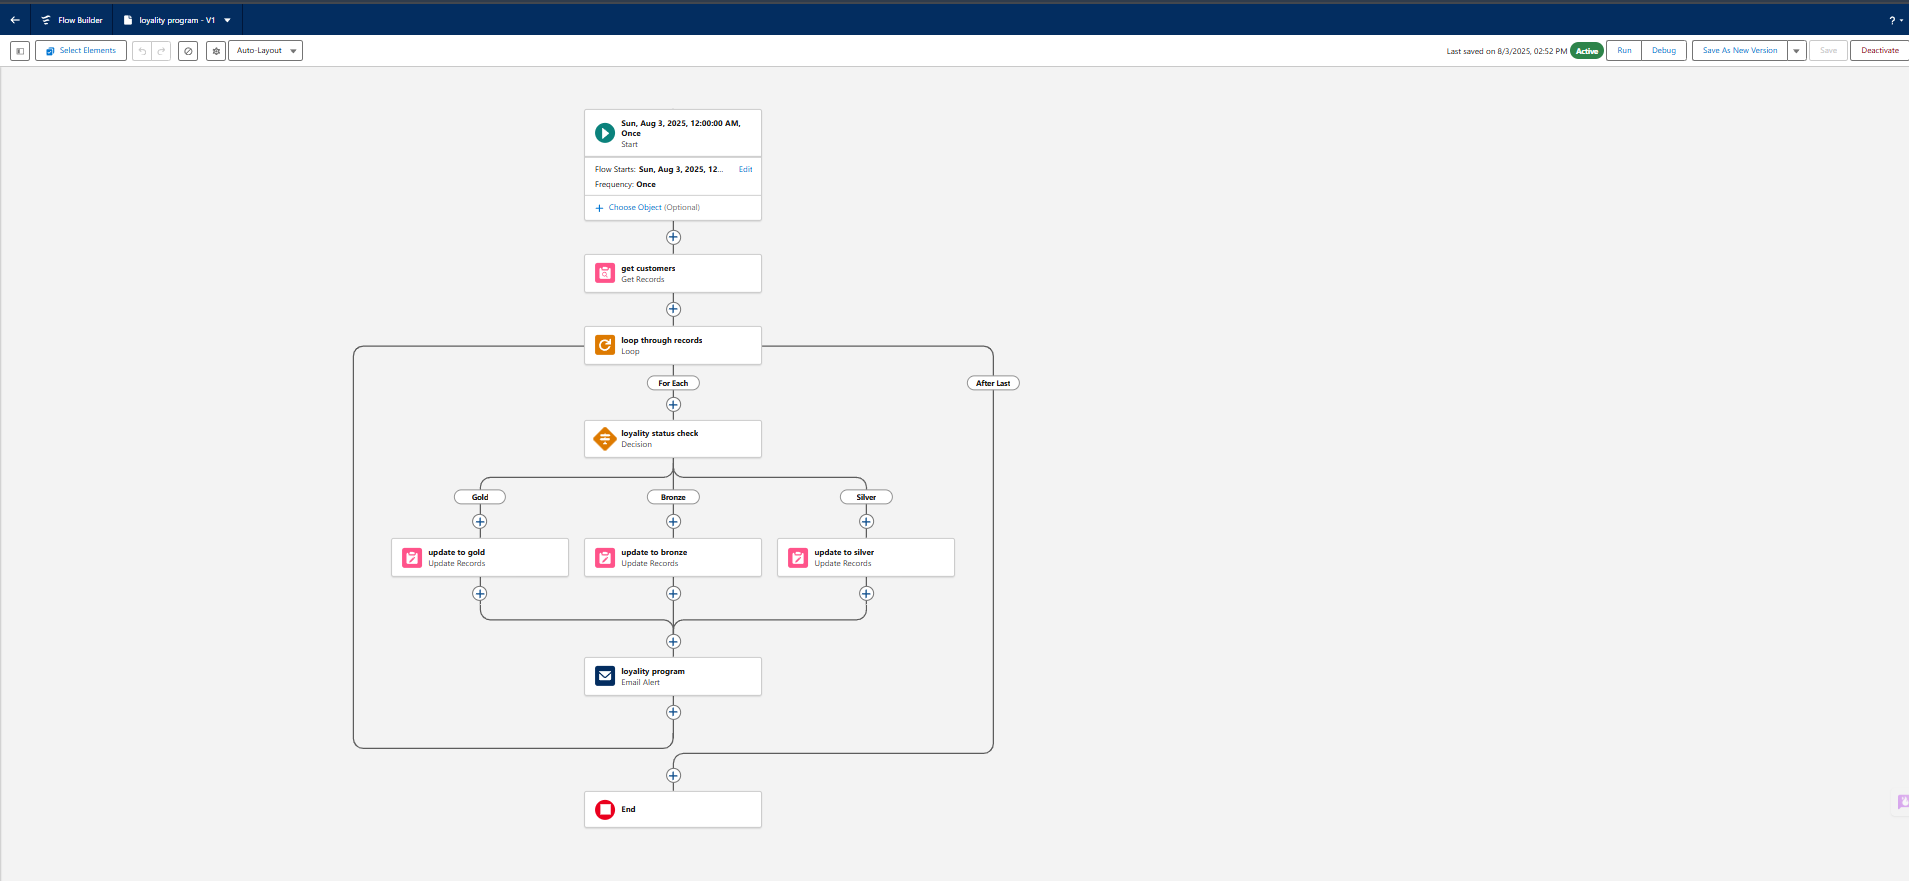 Flow Builder
loyality program - V1
?
Select Elements
Auto-Layout
Last saved on 8/3/2025, 02:52 PM
Active
Run
Debug
Save As New Version
Save
Deactivate
Sun, Aug 3, 2025, 12:00:00 AM,
Once
Start
Flow Starts: Sun, Aug 3, 2025, 12... Edit
Frequency: Once
Choose Object (Optional)
get customers
Get Records
loop through records
Loop
For Each
After Last
loyality status check
Decision
Gold
Bronze
Silver
update to gold
Update Records
update to bronze
Update Records
update to silver
Update Records
loyality program
Email Alert
End